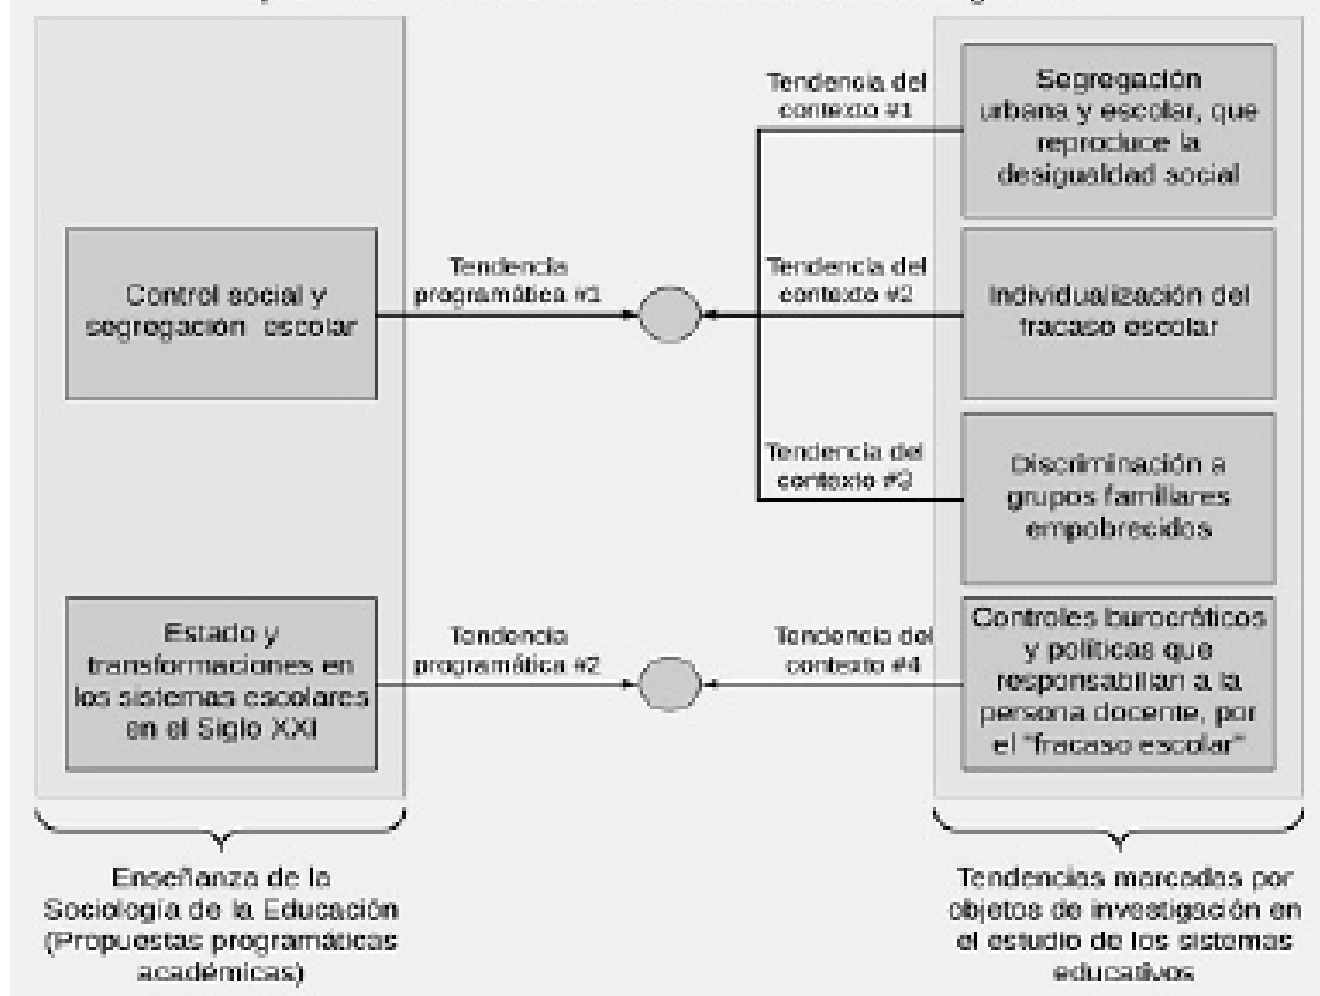 Tendencia del
contexto #1
Segregación
urbana y escolar, que
reproduce la
desigualdad social
Control social y
segregación escolar
Tendencia
programática #1
Tendencia del
contexto #2
Individualización del
fracaso escolar
Tendencia del
contexto #3
Discriminación a
grupos familiares
empobrecidos
Estado y
transformaciones en
los sistemas escolares
en el Siglo XXI
Tendencia
programática #2
Tendencia del
contexto #4
Controles burocráticos
y políticas que
responsabilian a la
persona docente, por
el "fracaso escolar"
Enseñanza de la
Sociología de la Educación
(Propuestas programáticas
académicas)
Tendencias marcadas por
objetos de investigación en
el estudio de los sistemas
educativos